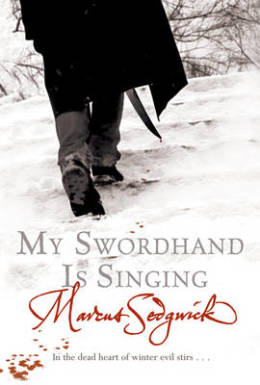 MY SWORDHAND
IS SINGING
Marcus Sedgwick
In the dead heart of winter evil stirs . . .